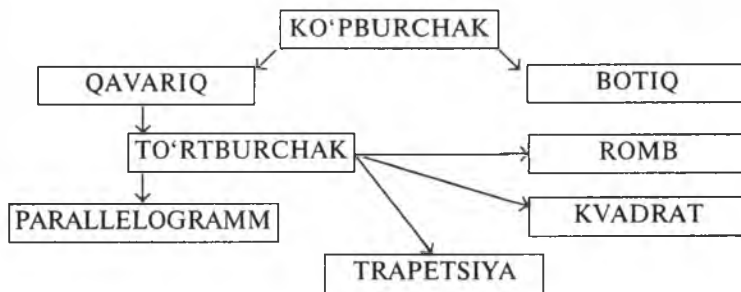 KO‘PBURCHAK
QAVARIQ
BOTIQ
TO‘RTBURCHAK
ROMB
PARALLELOGRAMM
KVADRAT
TRAPETSIYA